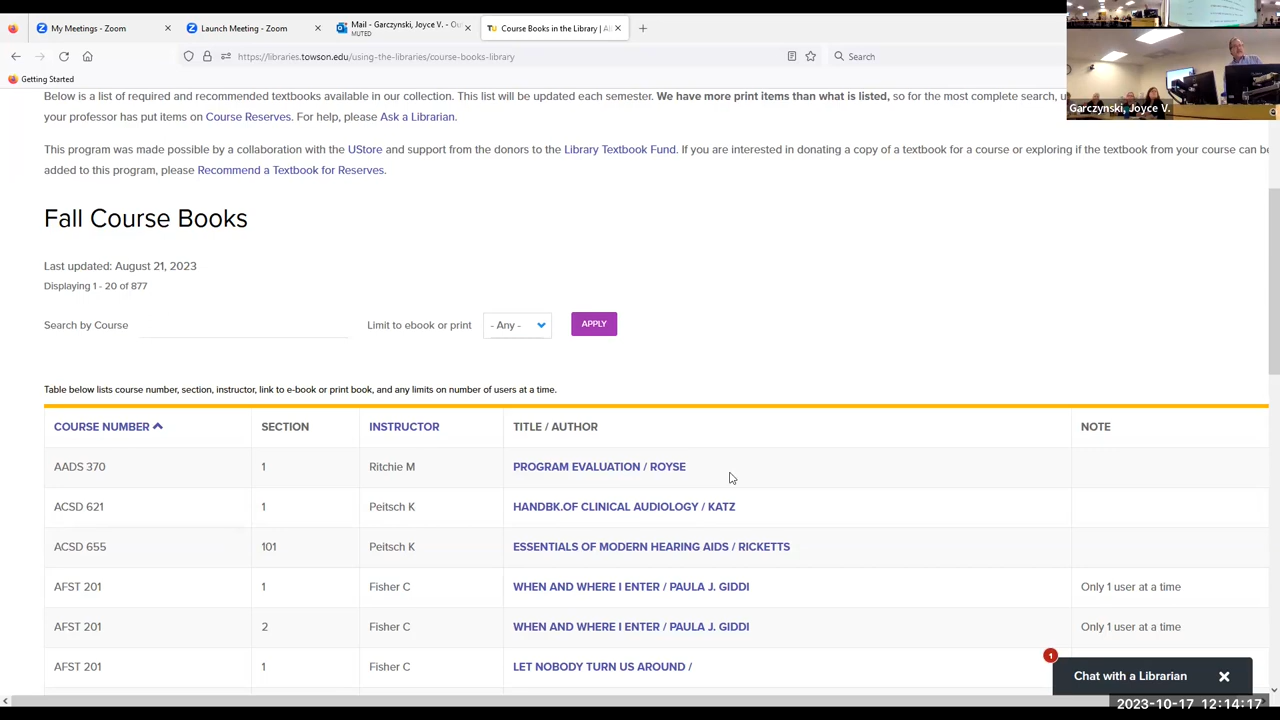 My Meetings - Zoom
Launch Meeting - Zoom
Mail - Garczynski, Joyce V. - Ou
MUTED
TU Course Books in the Library | Al
https://libraries.towson.edu/using-the-libraries/course-books-library
Search
Getting Started
Garczynski, Joyce V.
Below is a list of required and recommended textbooks available in our collection. This list will be updated each semester. We have more print items than what is listed, so for the most complete search, u
your professor has put items on Course Reserves. For help, please Ask a Librarian.
This program was made possible by a collaboration with the UStore and support from the donors to the Library Textbook Fund. If you are interested in donating a copy of a textbook for a course or exploring if the textbook from your course can be
added to this program, please Recommend a Textbook for Reserves.
Fall Course Books
Last updated: August 21, 2023
Displaying 1 - 20 of 877
Search by Course
Limit to ebook or print
- Any -
APPLY
Table below lists course number, section, instructor, link to e-book or print book, and any limits on number of users at a time.
COURSE NUMBER SECTION INSTRUCTOR TITLE / AUTHOR NOTE
AADS 370 1 Ritchie M PROGRAM EVALUATION / ROYSE
ACSD 621 1 Peitsch K HANDBK.OF CLINICAL AUDIOLOGY / KATZ
ACSD 655 101 Peitsch K ESSENTIALS OF MODERN HEARING AIDS / RICKETTS
AFST 201 1 Fisher C WHEN AND WHERE I ENTER / PAULA J. GIDDI Only 1 user at a time
AFST 201 2 Fisher C WHEN AND WHERE I ENTER / PAULA J. GIDDI Only 1 user at a time
AFST 201 1 Fisher C LET NOBODY TURN US AROUND /
1
Chat with a Librarian
2023-10-17 12:14:17